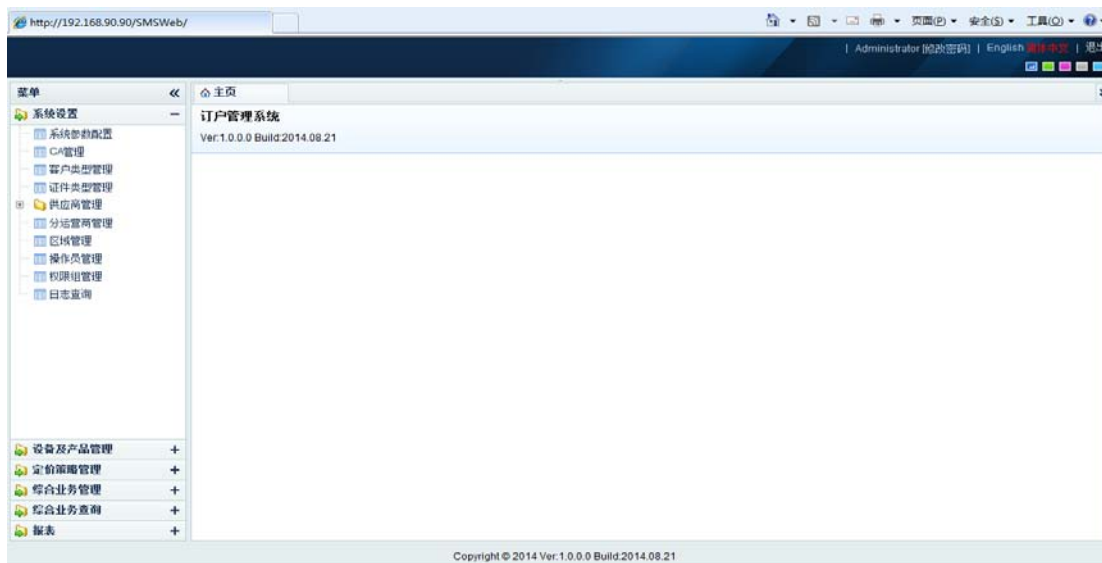 http://192.168.90.90/SMSWeb/
页面(P) 安全(S) 工具(O)
| Administrator [修改密码] | English 简体中文 | 退出
菜单 «
主页
系统设置 −
订户管理系统
Ver:1.0.0.0 Build:2014.08.21
系统参数配置
CA管理
客户类型管理
证件类型管理
供应商管理
分运营商管理
区域管理
操作员管理
权限组管理
日志查询
设备及产品管理 +
定价策略管理 +
综合业务管理 +
综合业务查询 +
报表 +
Copyright © 2014 Ver:1.0.0.0 Build:2014.08.21